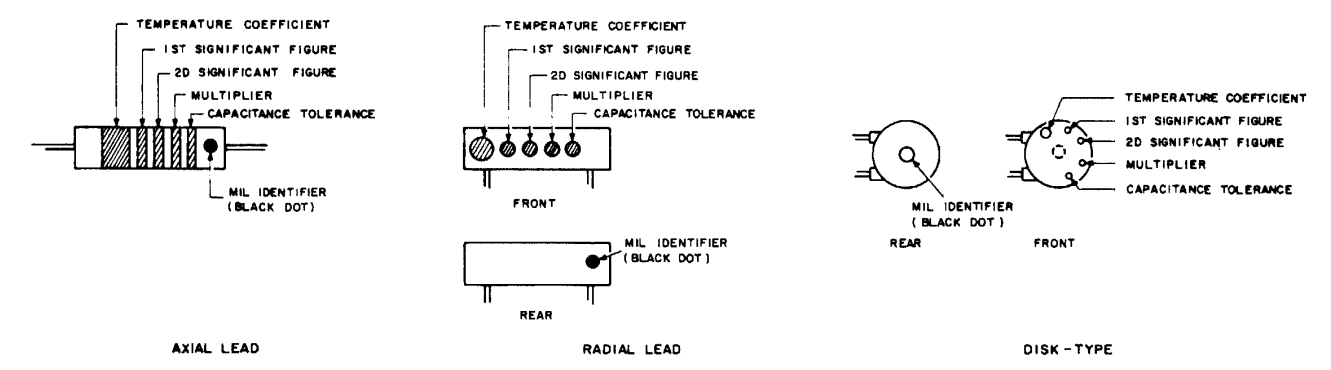 TEMPERATURE COEFFICIENT
1ST SIGNIFICANT FIGURE
2D SIGNIFICANT FIGURE
MULTIPLIER
CAPACITANCE TOLERANCE
MIL IDENTIFIER
(BLACK DOT)
AXIAL LEAD
TEMPERATURE COEFFICIENT
1ST SIGNIFICANT FIGURE
2D SIGNIFICANT FIGURE
MULTIPLIER
CAPACITANCE TOLERANCE
FRONT
MIL IDENTIFIER
(BLACK DOT)
REAR
RADIAL LEAD
MIL IDENTIFIER
(BLACK DOT)
REAR
TEMPERATURE COEFFICIENT
1ST SIGNIFICANT FIGURE
2D SIGNIFICANT FIGURE
MULTIPLIER
CAPACITANCE TOLERANCE
FRONT
DISK-TYPE